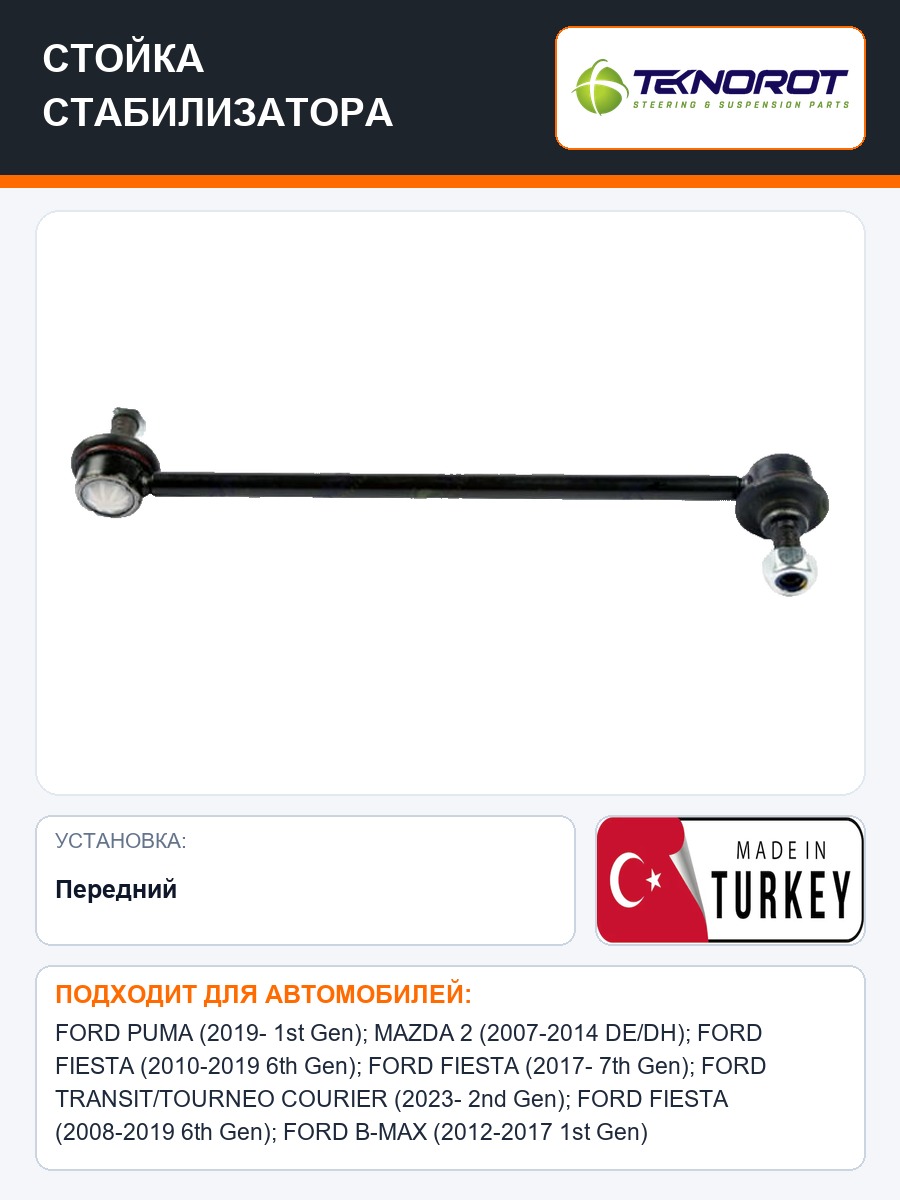 СТОЙКА
СТАБИЛИЗАТОРА
TEKNOROT
STEERING & SUSPENSION PARTS
УСТАНОВКА:
Передний
MADE IN
TURKEY
ПОДХОДИТ ДЛЯ АВТОМОБИЛЕЙ:
FORD PUMA (2019- 1st Gen); MAZDA 2 (2007-2014 DE/DH); FORD
FIESTA (2010-2019 6th Gen); FORD FIESTA (2017- 7th Gen); FORD
TRANSIT/TOURNEO COURIER (2023- 2nd Gen); FORD FIESTA
(2008-2019 6th Gen); FORD B-MAX (2012-2017 1st Gen)